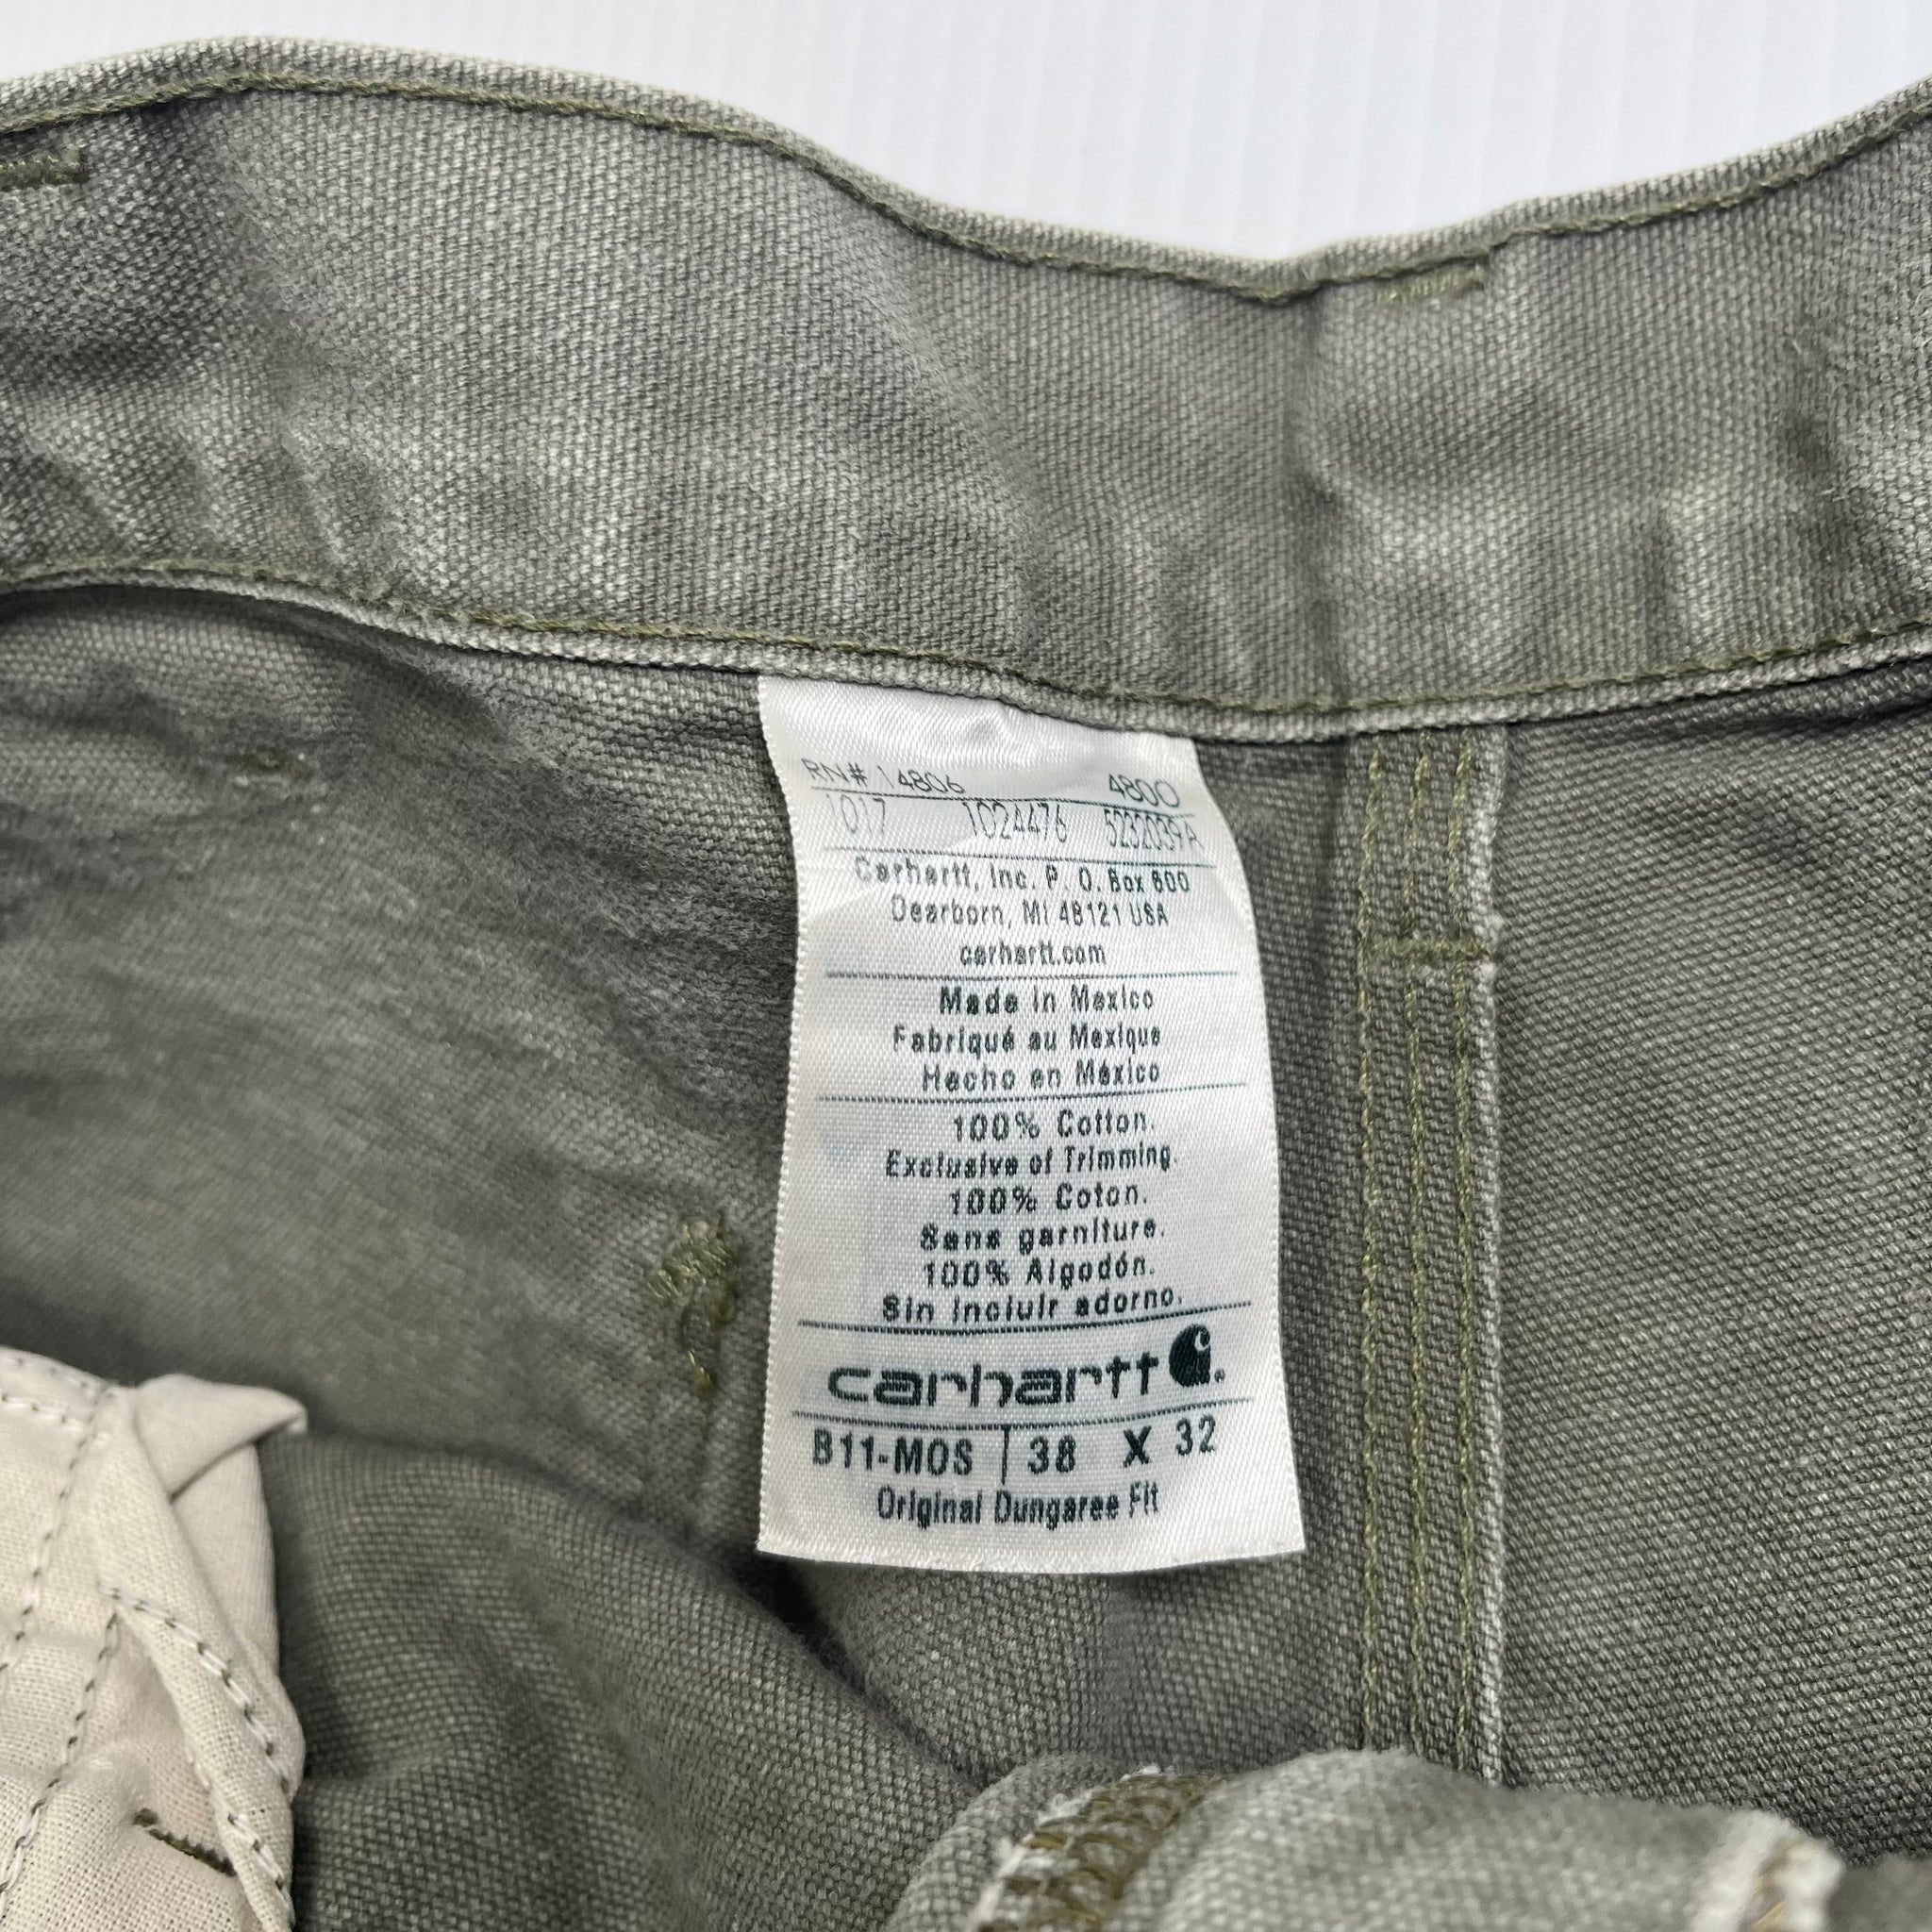 RN# 14806 4800
1017 1024476 5232039A
Carhartt, Inc. P. O. Box 600
Dearborn, MI 48121 USA
carhartt.com
Made in Mexico
Fabriqué au Mexique
Hecho en México
100% Cotton.
Exclusive of Trimming.
100% Coton.
Sans garniture.
100% Algodón.
Sin incluir adorno.
carhartt
B11-MOS 38 X 32
Original Dungaree Fit